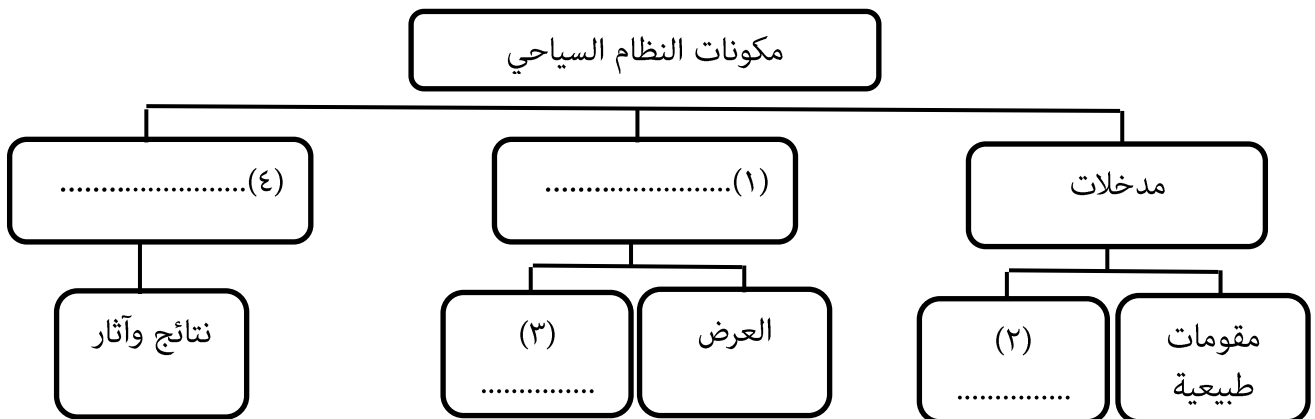 مكونات النظام السياحي
مدخلات
(١).......................
(٤).......................
مقومات
طبيعية
(٢)
..............
العرض
(٣)
..............
نتائج وآثار